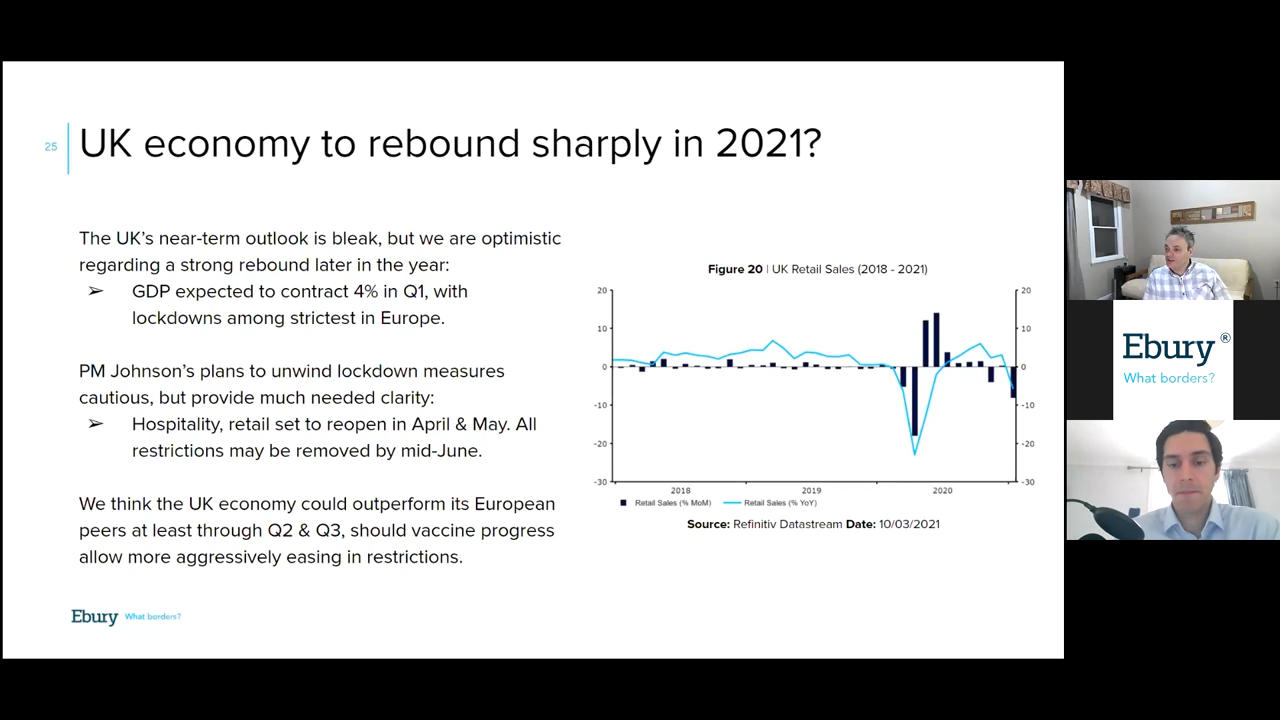 25
UK economy to rebound sharply in 2021?
The UK's near-term outlook is bleak, but we are optimistic
regarding a strong rebound later in the year:
➢ GDP expected to contract 4% in Q1, with
lockdowns among strictest in Europe.
PM Johnson's plans to unwind lockdown measures
cautious, but provide much needed clarity:
➢ Hospitality, retail set to reopen in April & May. All
restrictions may be removed by mid-June.
We think the UK economy could outperform its European
peers at least through Q2 & Q3, should vaccine progress
allow more aggressively easing in restrictions.
Figure 20 | UK Retail Sales (2018 - 2021)
20 20
10 10
0 0
-10 -10
-20 -20
-30 -30
2018 2019 2020
Retail Sales (% MoM) Retail Sales (% YoY)
Source: Refinitiv Datastream Date: 10/03/2021
Ebury What borders?
Ebury ®
What borders?